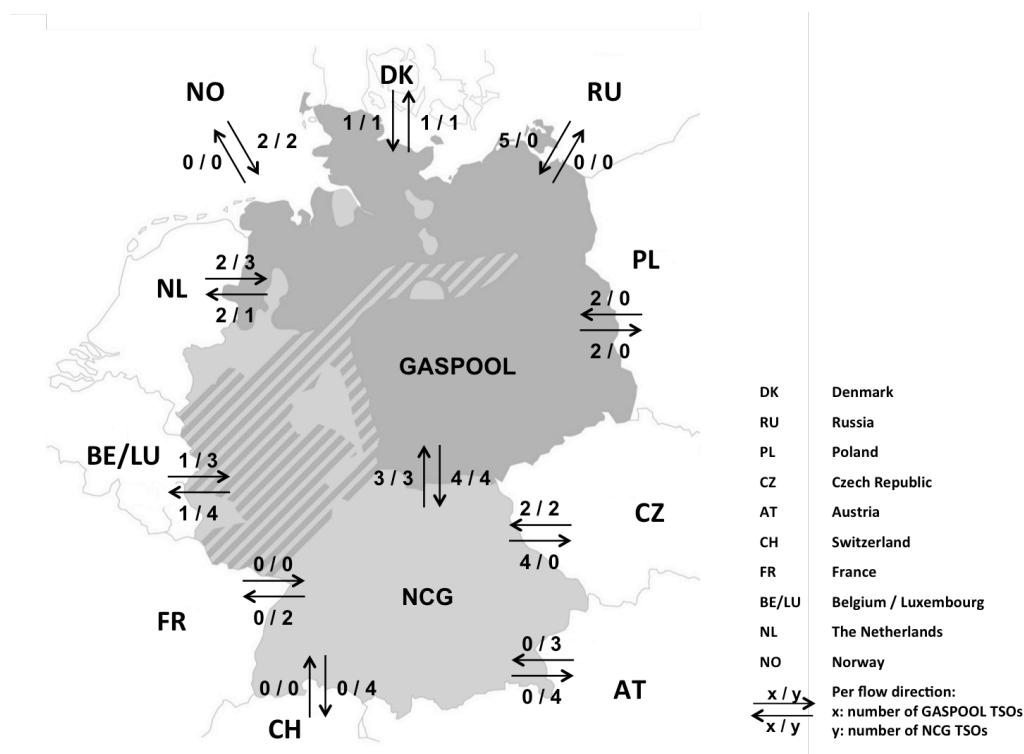 DK
NO
RU
1 / 1
1 / 1
2 / 2
0 / 0
5 / 0
0 / 0
PL
2 / 3
NL
2 / 1
2 / 0
2 / 0
GASPOOL
BE/LU
1 / 3
1 / 4
3 / 3
4 / 4
CZ
2 / 2
4 / 0
0 / 0
NCG
FR
0 / 2
0 / 3
AT
0 / 4
0 / 0
0 / 4
CH
DK Denmark
RU Russia
PL Poland
CZ Czech Republic
AT Austria
CH Switzerland
FR France
BE/LU Belgium / Luxembourg
NL The Netherlands
NO Norway
x / y Per flow direction:
x: number of GASPOOL TSOs
x / y y: number of NCG TSOs